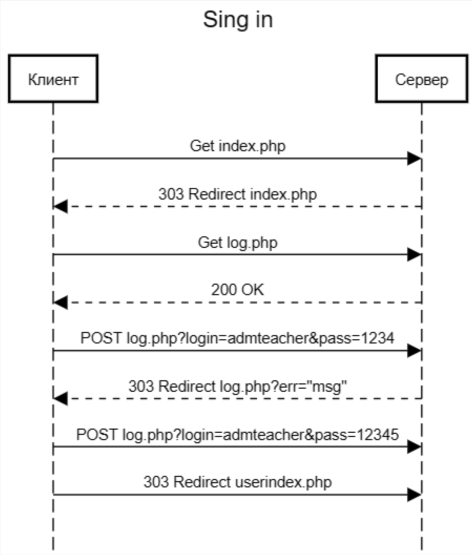 Sing in
Клиент
Сервер
Get index.php
303 Redirect index.php
Get log.php
200 OK
POST log.php?login=admteacher&pass=1234
303 Redirect log.php?err="msg"
POST log.php?login=admteacher&pass=12345
303 Redirect userindex.php